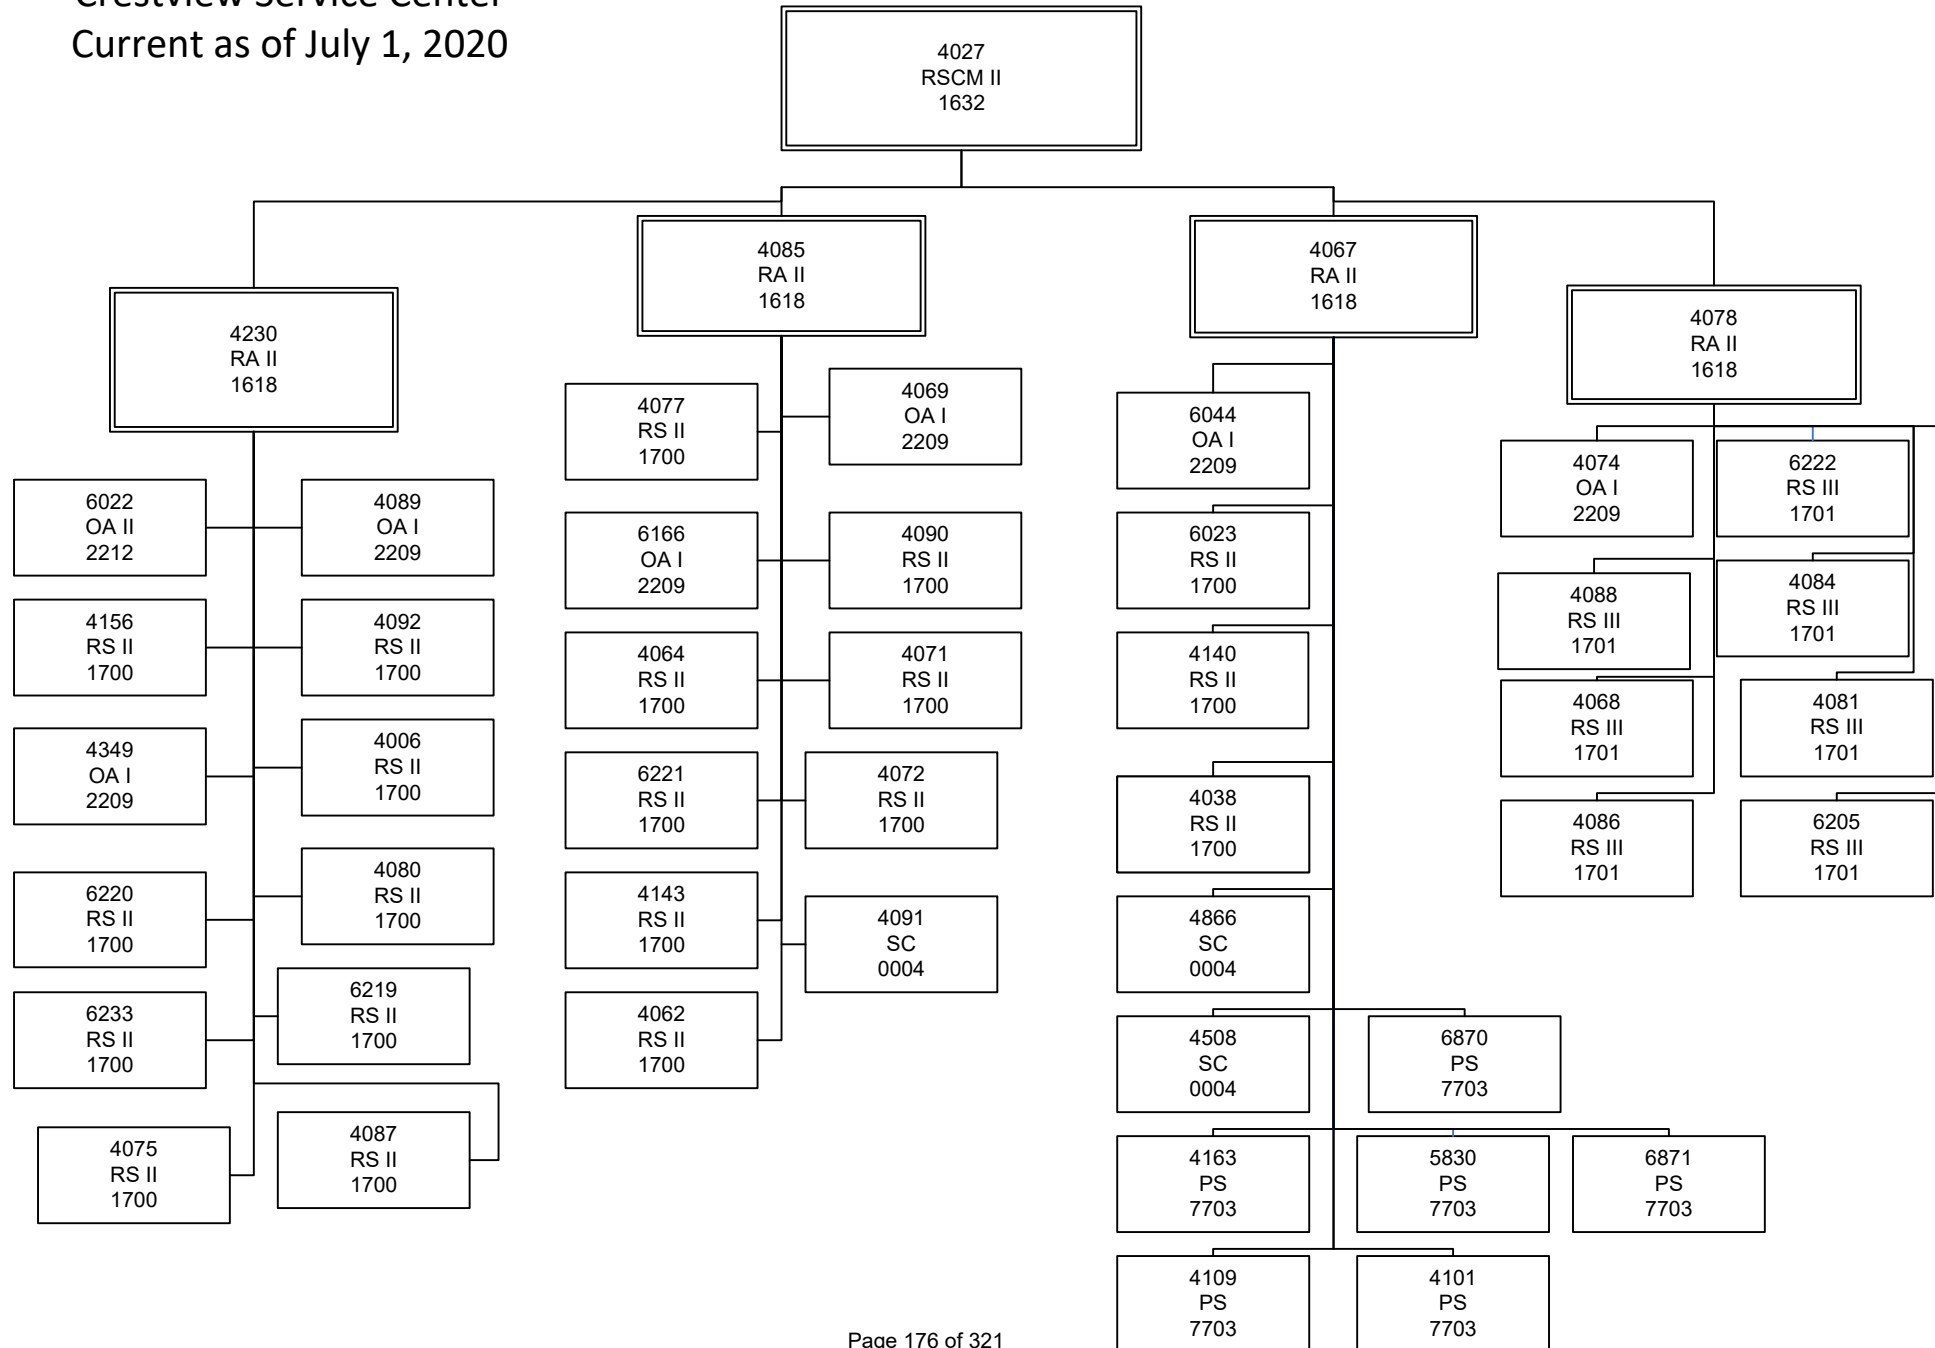 Crestview Service Center
Current as of July 1, 2020
4027
RSCM II
1632
4230
RA II
1618
4085
RA II
1618
4067
RA II
1618
4078
RA II
1618
6022
OA II
2212
4089
OA I
2209
4156
RS II
1700
4092
RS II
1700
4349
OA I
2209
4006
RS II
1700
6220
RS II
1700
4080
RS II
1700
6233
RS II
1700
6219
RS II
1700
4075
RS II
1700
4087
RS II
1700
4077
RS II
1700
4069
OA I
2209
6166
OA I
2209
4090
RS II
1700
4064
RS II
1700
4071
RS II
1700
6221
RS II
1700
4072
RS II
1700
4143
RS II
1700
4091
SC
0004
4062
RS II
1700
6044
OA I
2209
6023
RS II
1700
4140
RS II
1700
4038
RS II
1700
4866
SC
0004
4508
SC
0004
6870
PS
7703
4163
PS
7703
5830
PS
7703
6871
PS
7703
4109
PS
7703
4101
PS
7703
4074
OA I
2209
6222
RS III
1701
4088
RS III
1701
4084
RS III
1701
4068
RS III
1701
4081
RS III
1701
4086
RS III
1701
6205
RS III
1701
Page 176 of 321